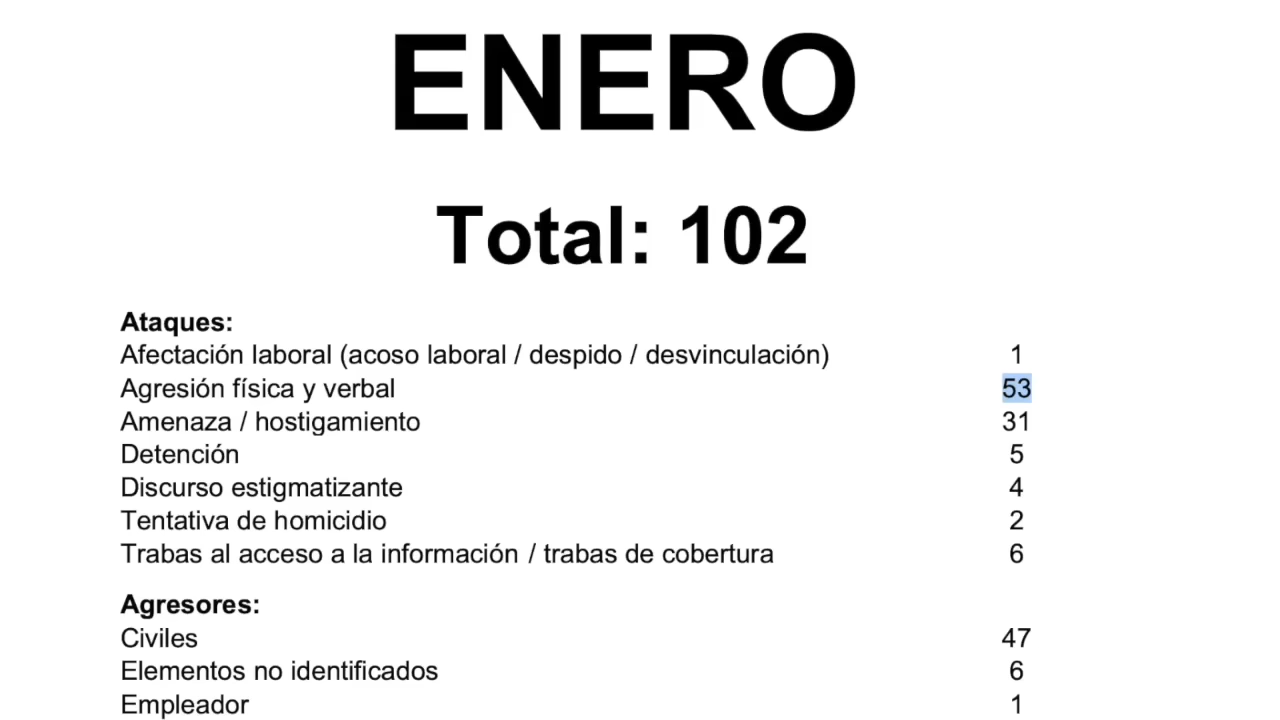 ENERO
Total: 102
Ataques:
Afectación laboral (acoso laboral / despido / desvinculación) 1
Agresión física y verbal 53
Amenaza / hostigamiento 31
Detención 5
Discurso estigmatizante 4
Tentativa de homicidio 2
Trabas al acceso a la información / trabas de cobertura 6
Agresores:
Civiles 47
Elementos no identificados 6
Empleador 1